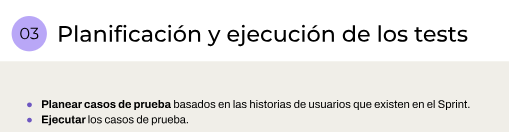 03 Planificación y ejecución de los tests
Planear casos de prueba basados en las historias de usuarios que existen en el Sprint.
Ejecutar los casos de prueba.